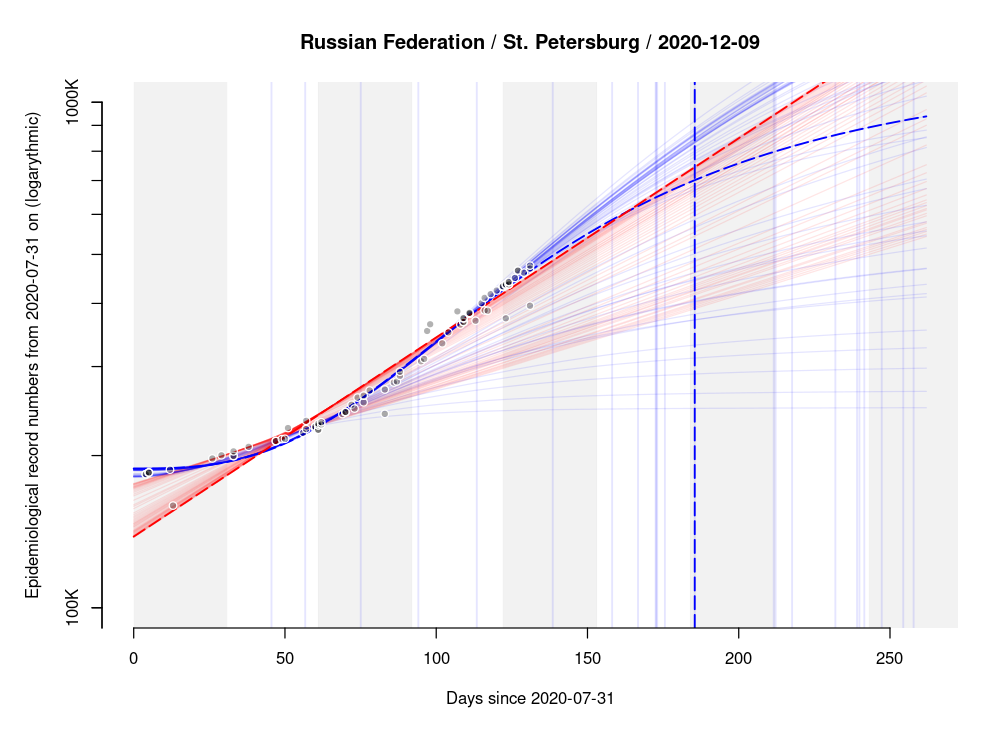 Russian Federation / St. Petersburg / 2020-12-09
Epidemiological record numbers from 2020-07-31 on (logarythmic)
1000K
100K
0 50 100 150 200 250
Days since 2020-07-31